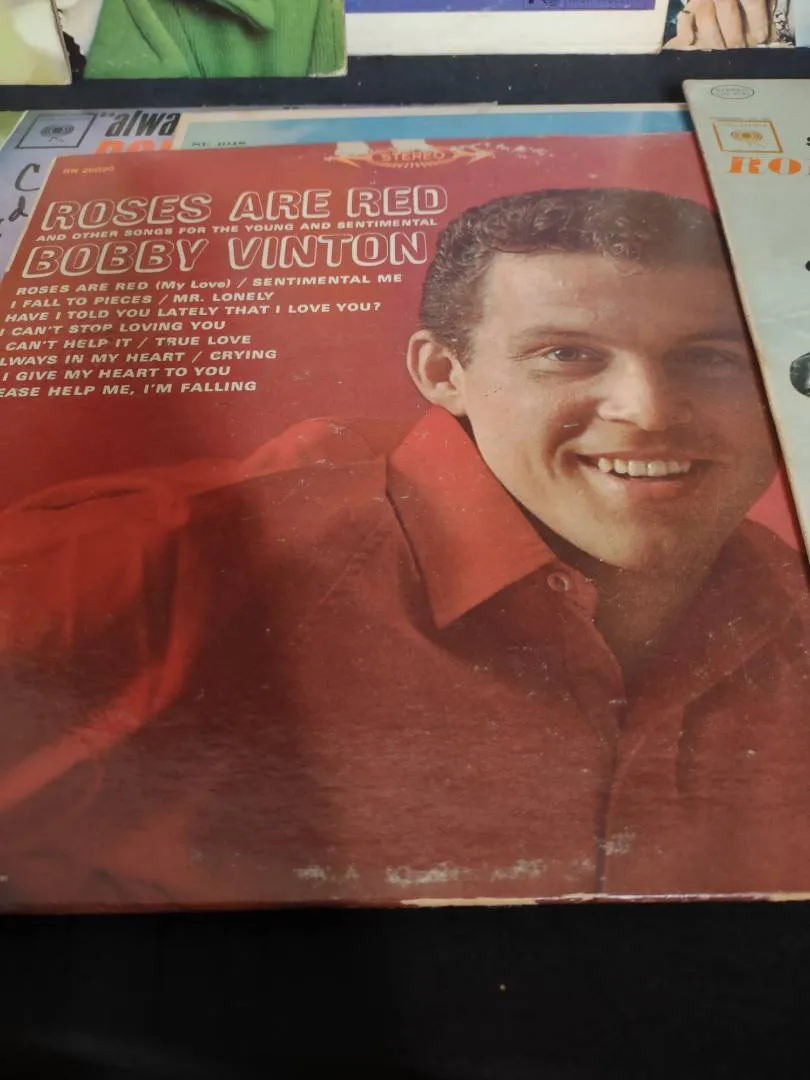 "alwa
STEREO
BN 26020
ROSES ARE RED
AND OTHER SONGS FOR THE YOUNG AND SENTIMENTAL
BOBBY VINTON
ROSES ARE RED (My Love) / SENTIMENTAL ME
I FALL TO PIECES / MR. LONELY
HAVE I TOLD YOU LATELY THAT I LOVE YOU?
I CAN'T STOP LOVING YOU
CAN'T HELP IT / TRUE LOVE
LWAYS IN MY HEART / CRYING
I GIVE MY HEART TO YOU
EASE HELP ME, I'M FALLING
C
d
RO